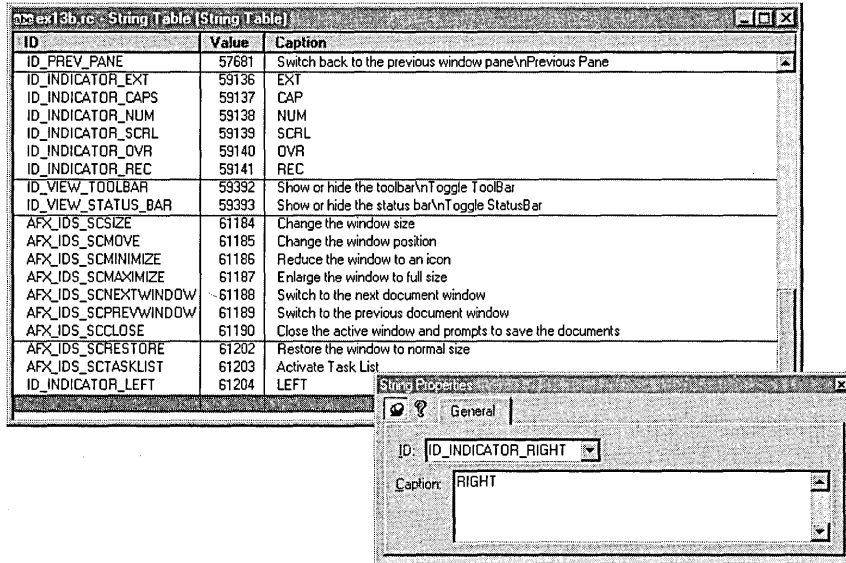 abc ex13b.rc - String Table [String Table]
ID Value Caption
ID_PREV_PANE 57681 Switch back to the previous window pane\nPrevious Pane
ID_INDICATOR_EXT 59136 EXT
ID_INDICATOR_CAPS 59137 CAP
ID_INDICATOR_NUM 59138 NUM
ID_INDICATOR_SCRL 59139 SCRL
ID_INDICATOR_OVR 59140 OVR
ID_INDICATOR_REC 59141 REC
ID_VIEW_TOOLBAR 59392 Show or hide the toolbar\nToggle ToolBar
ID_VIEW_STATUS_BAR 59393 Show or hide the status bar\nToggle StatusBar
AFX_IDS_SCSIZE 61184 Change the window size
AFX_IDS_SCMOVE 61185 Change the window position
AFX_IDS_SCMINIMIZE 61186 Reduce the window to an icon
AFX_IDS_SCMAXIMIZE 61187 Enlarge the window to full size
AFX_IDS_SCNEXTWINDOW 61188 Switch to the next document window
AFX_IDS_SCPREVWINDOW 61189 Switch to the previous document window
AFX_IDS_SCCLOSE 61190 Close the active window and prompts to save the documents
AFX_IDS_SCRESTORE 61202 Restore the window to normal size
AFX_IDS_SCTASKLIST 61203 Activate Task List
ID_INDICATOR_LEFT 61204 LEFT
String Properties
General
ID: ID_INDICATOR_RIGHT
Caption: RIGHT